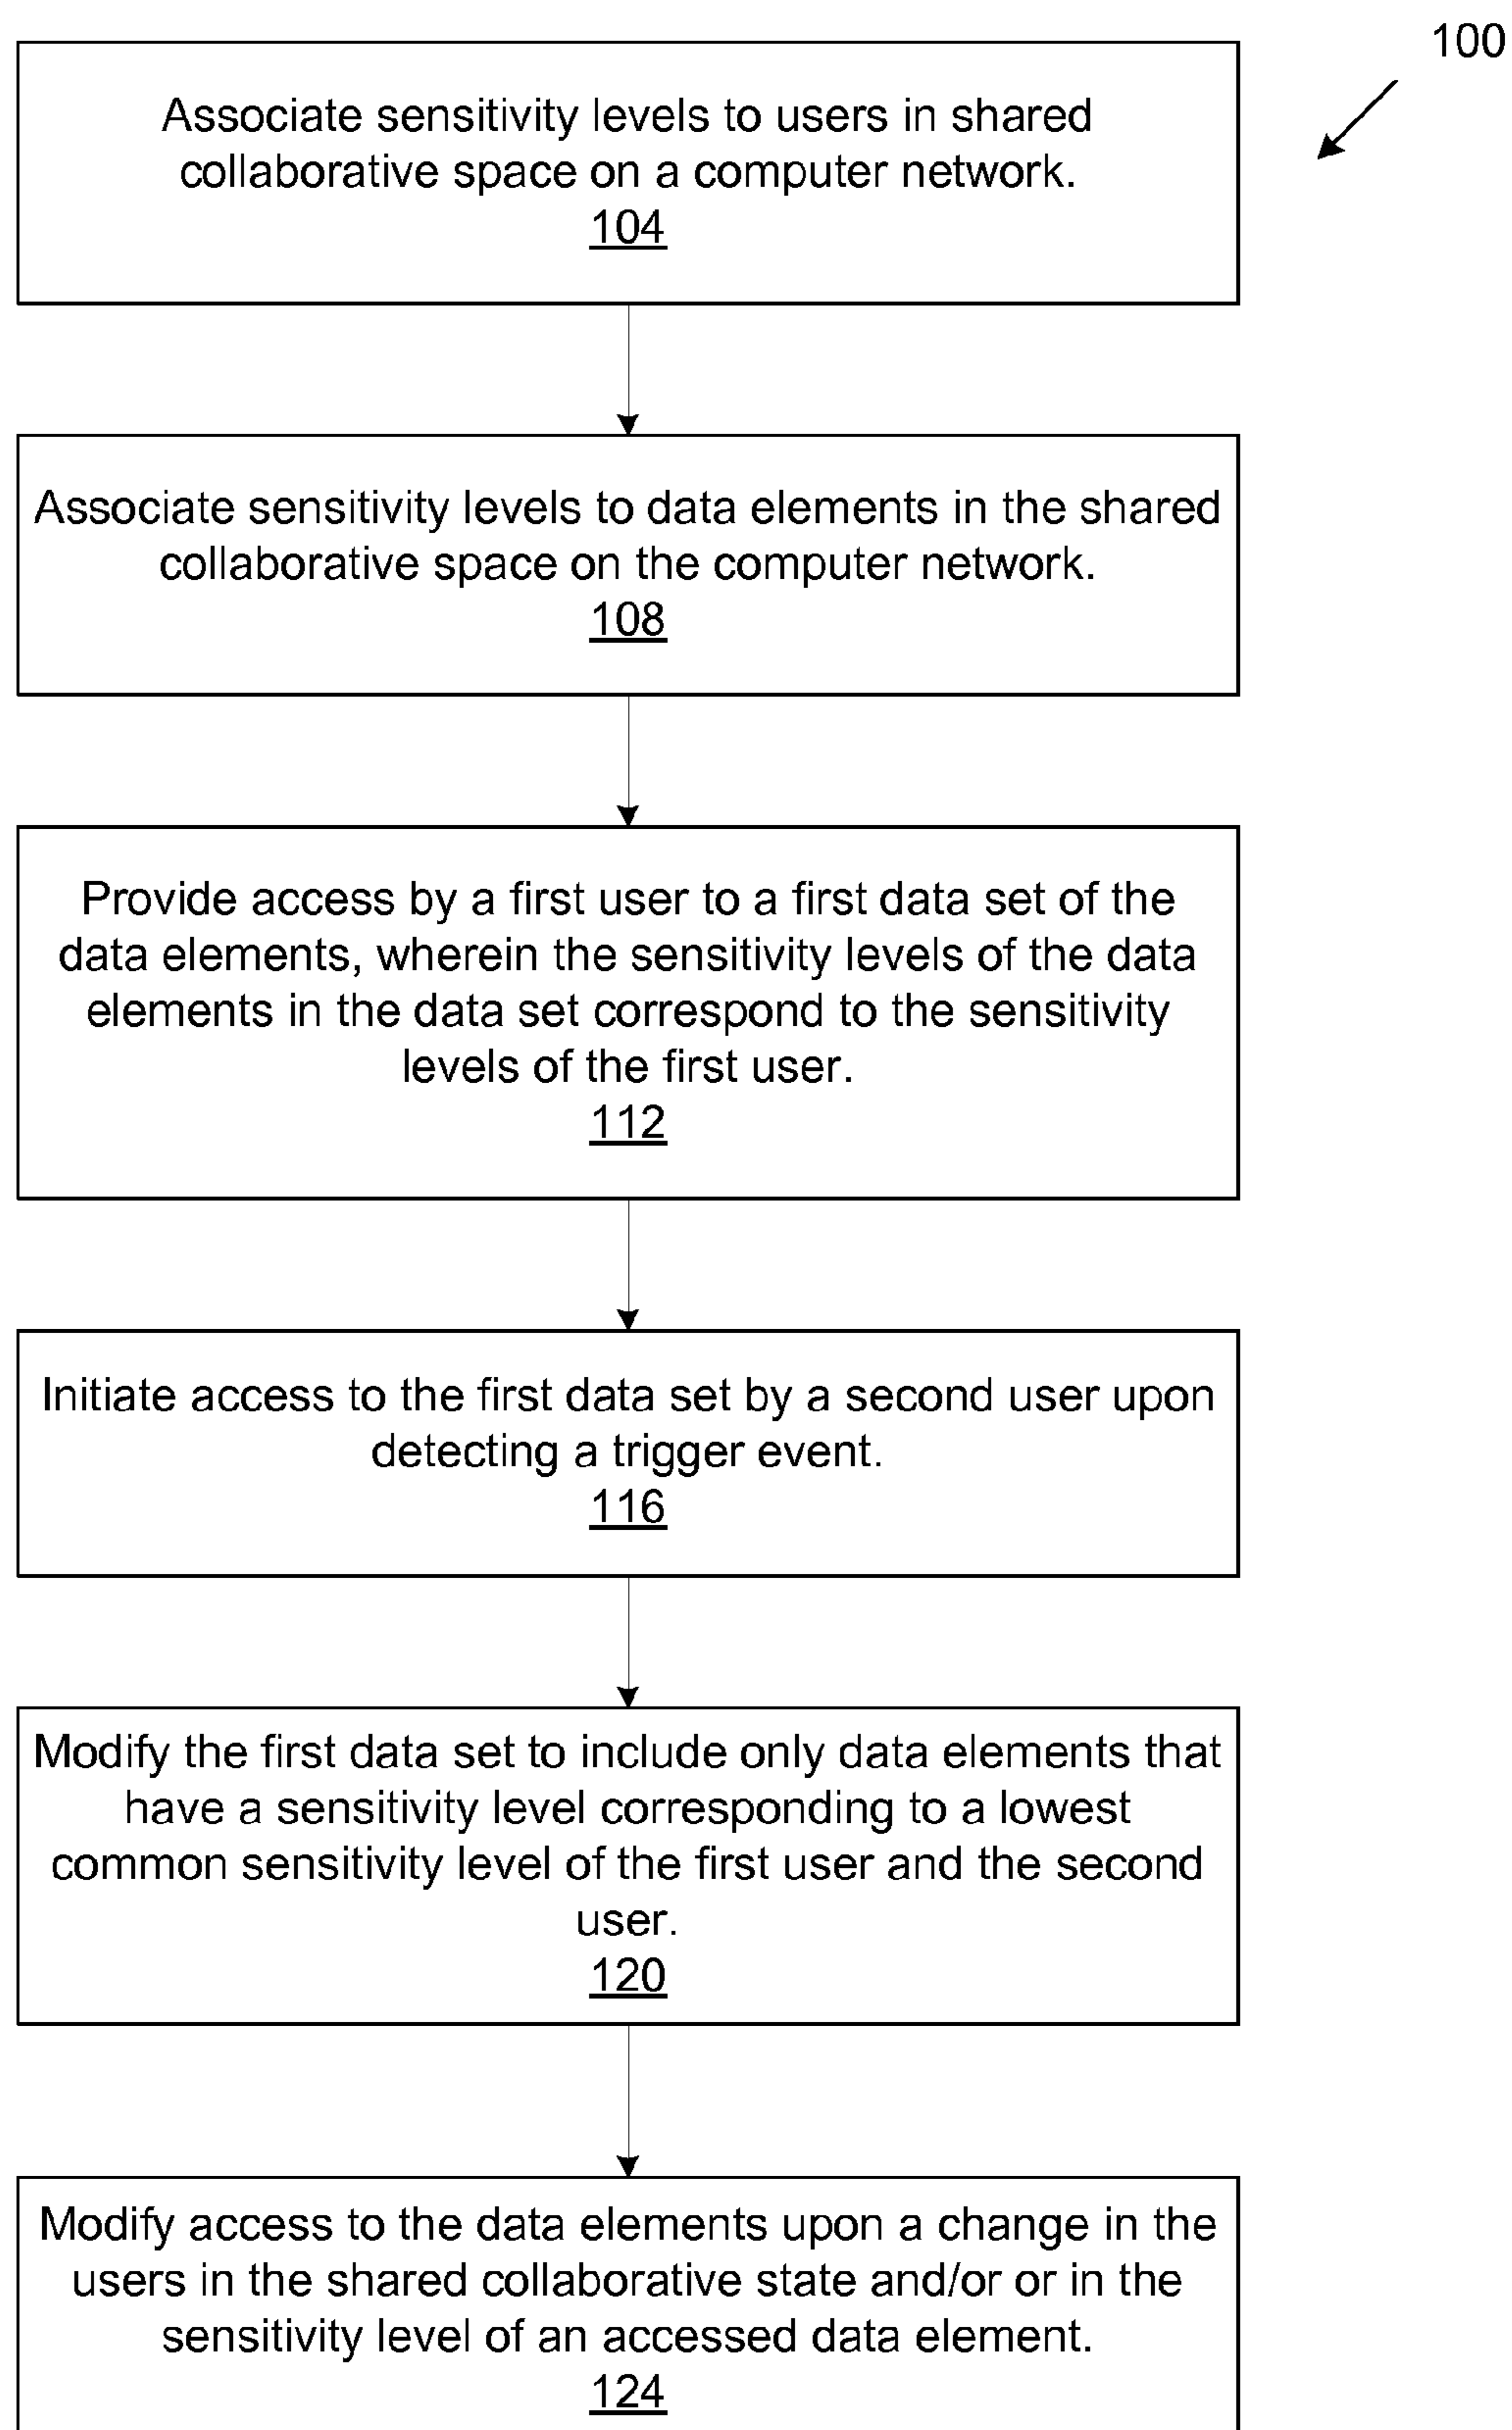 100
Associate sensitivity levels to users in shared
collaborative space on a computer network.
104
Associate sensitivity levels to data elements in the shared
collaborative space on the computer network.
108
Provide access by a first user to a first data set of the
data elements, wherein the sensitivity levels of the data
elements in the data set correspond to the sensitivity
levels of the first user.
112
Initiate access to the first data set by a second user upon
detecting a trigger event.
116
Modify the first data set to include only data elements that
have a sensitivity level corresponding to a lowest
common sensitivity level of the first user and the second
user.
120
Modify access to the data elements upon a change in the
users in the shared collaborative state and/or or in the
sensitivity level of an accessed data element.
124